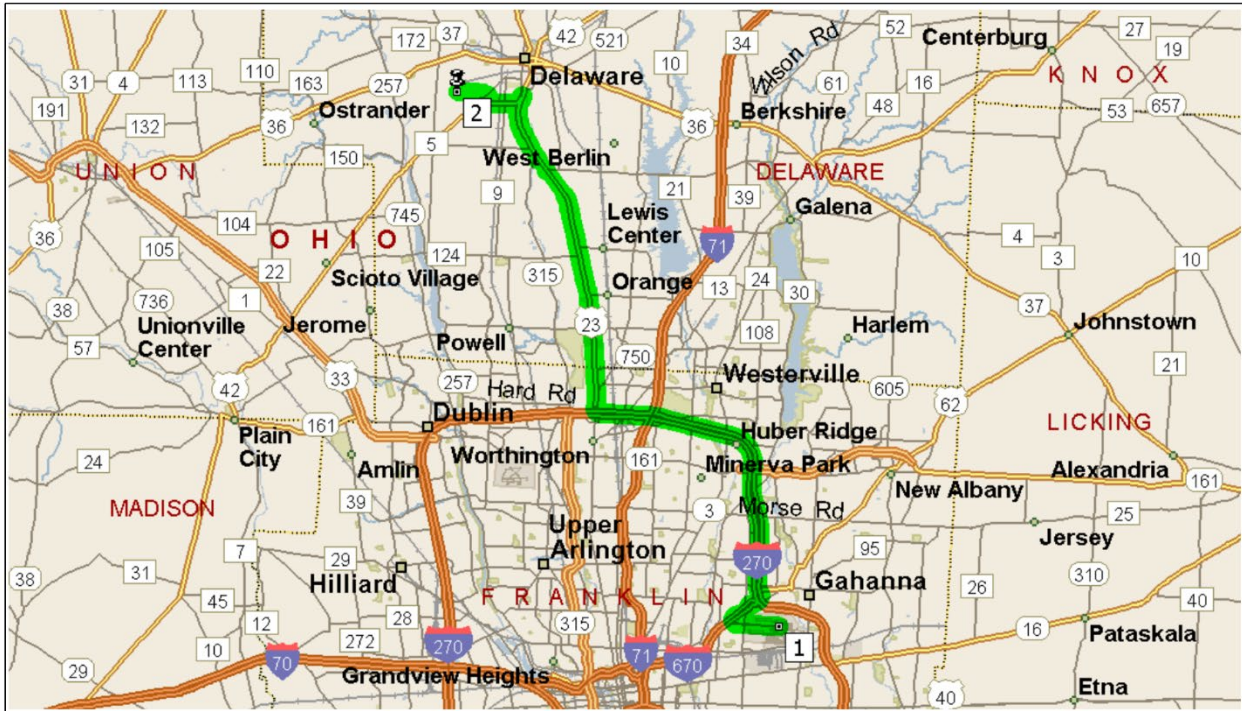 172
37
42
521
10
34
Wilson Rd
52
Centerburg
27
19
31
4
113
110
163
257
Delaware
61
16
KNOX
191
132
Ostrander
2
36
Berkshire
48
53
657
36
5
West Berlin
150
UNION
9
21
39
DELAWARE
104
745
Lewis
Center
Galena
36
105
OHIO
124
315
71
4
22
Scioto Village
Orange
13
24
30
3
10
38
736
1
37
57
Unionville
Center
Jerome
Powell
23
108
Harlem
Johnstown
750
21
42
33
257
Hard Rd
Westerville
605
62
161
Dublin
LICKING
Plain
City
Huber Ridge
24
Amlin
Worthington
161
Minerva Park
Alexandria
161
New Albany
MADISON
39
3
Morse Rd
25
Upper
Arlington
Jersey
7
29
270
95
310
38
31
Hilliard
Gahanna
26
45
FRANKLIN
40
12
28
315
16
Pataskala
10
272
270
71
670
1
70
29
Grandview Heights
40
Etna